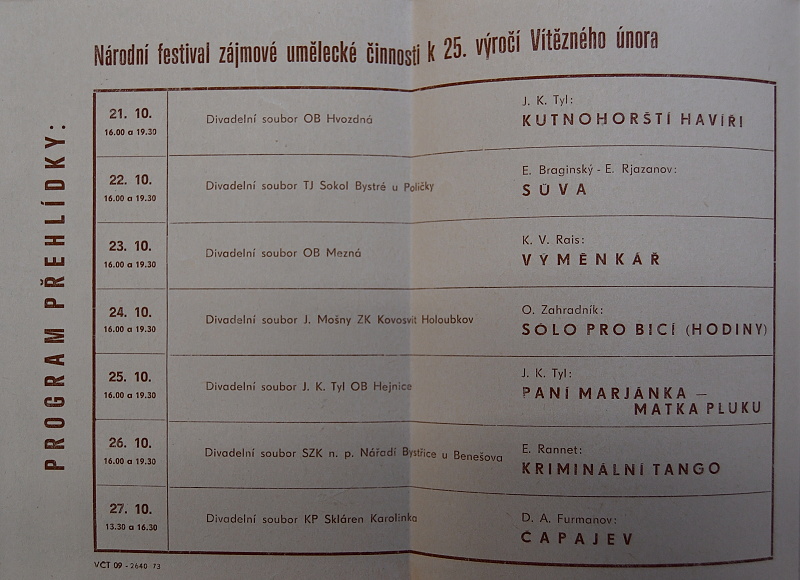 Národní festival zájmové umělecké činnosti k 25. výročí Vítězného února
PROGRAM PŘEHLÍDKY:
21. 10.
16.00 a 19.30
Divadelní soubor OB Hvozdná
J. K. Tyl:
KUTNOHORŠTÍ HAVÍŘI
22. 10.
16.00 a 19.30
Divadelní soubor TJ Sokol Bystré u Poličky
E. Braginský - E. Rjazanov:
SŮVA
23. 10.
16.00 a 19.30
Divadelní soubor OB Mezná
K. V. Rais:
VÝMĚNKÁŘ
24. 10.
16.00 a 19.30
Divadelní soubor J. Mošny ZK Kovosvit Holoubkov
O. Zahradník:
SÓLO PRO BICÍ (HODINY)
25. 10.
16.00 a 19.30
Divadelní soubor J. K. Tyl OB Hejnice
J. K. Tyl:
PANÍ MARJÁNKA –
MATKA PLUKU
26. 10.
16.00 a 19.30
Divadelní soubor SZK n. p. Nářadí Bystřice u Benešova
E. Rannet:
KRIMINÁLNÍ TANGO
27. 10.
13.30 a 16.30
Divadelní soubor KP Skláren Karolinka
D. A. Furmanov:
ČAPAJEV
VČT 09 - 2640 73